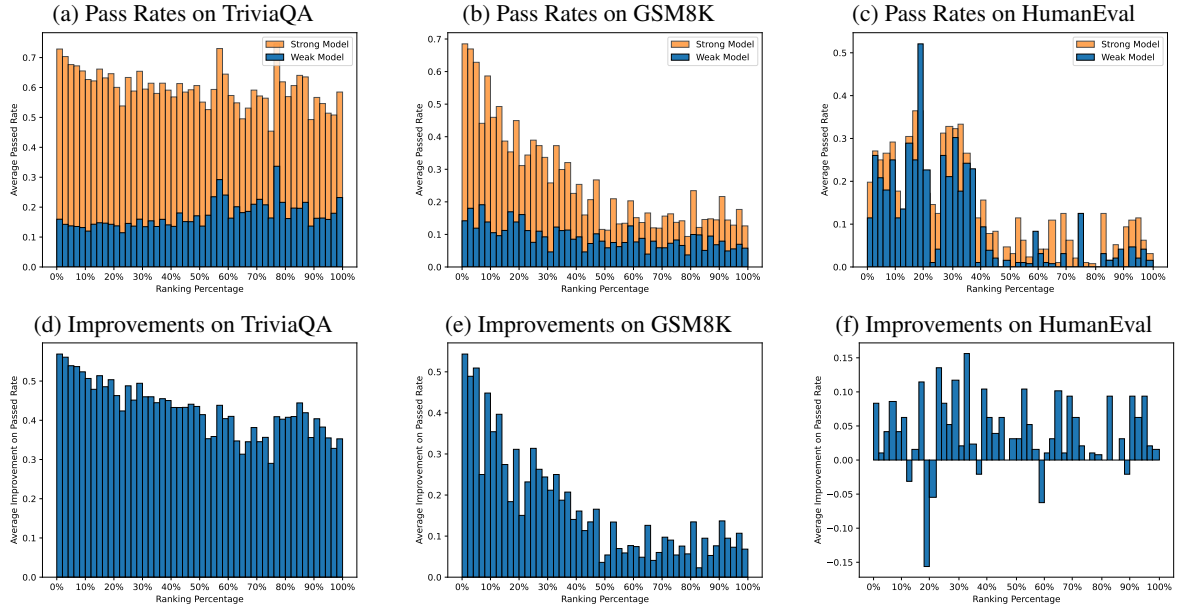 (a) Pass Rates on TriviaQA
Strong Model
Weak Model
Average Passed Rate
0.7
0.6
0.5
0.4
0.3
0.2
0.1
0.0
0% 10% 20% 30% 40% 50% 60% 70% 80% 90% 100%
Ranking Percentage
(b) Pass Rates on GSM8K
Strong Model
Weak Model
Average Passed Rate
0.7
0.6
0.5
0.4
0.3
0.2
0.1
0.0
0% 10% 20% 30% 40% 50% 60% 70% 80% 90% 100%
Ranking Percentage
(c) Pass Rates on HumanEval
Strong Model
Weak Model
Average Passed Rate
0.5
0.4
0.3
0.2
0.1
0.0
0% 10% 20% 30% 40% 50% 60% 70% 80% 90% 100%
Ranking Percentage
(d) Improvements on TriviaQA
Average Improvement on Passed Rate
0.5
0.4
0.3
0.2
0.1
0.0
0% 10% 20% 30% 40% 50% 60% 70% 80% 90% 100%
Ranking Percentage
(e) Improvements on GSM8K
Average Improvement on Passed Rate
0.5
0.4
0.3
0.2
0.1
0.0
0% 10% 20% 30% 40% 50% 60% 70% 80% 90% 100%
Ranking Percentage
(f) Improvements on HumanEval
Average Improvement on Passed Rate
0.15
0.10
0.05
0.00
−0.05
−0.10
−0.15
0% 10% 20% 30% 40% 50% 60% 70% 80% 90% 100%
Ranking Percentage